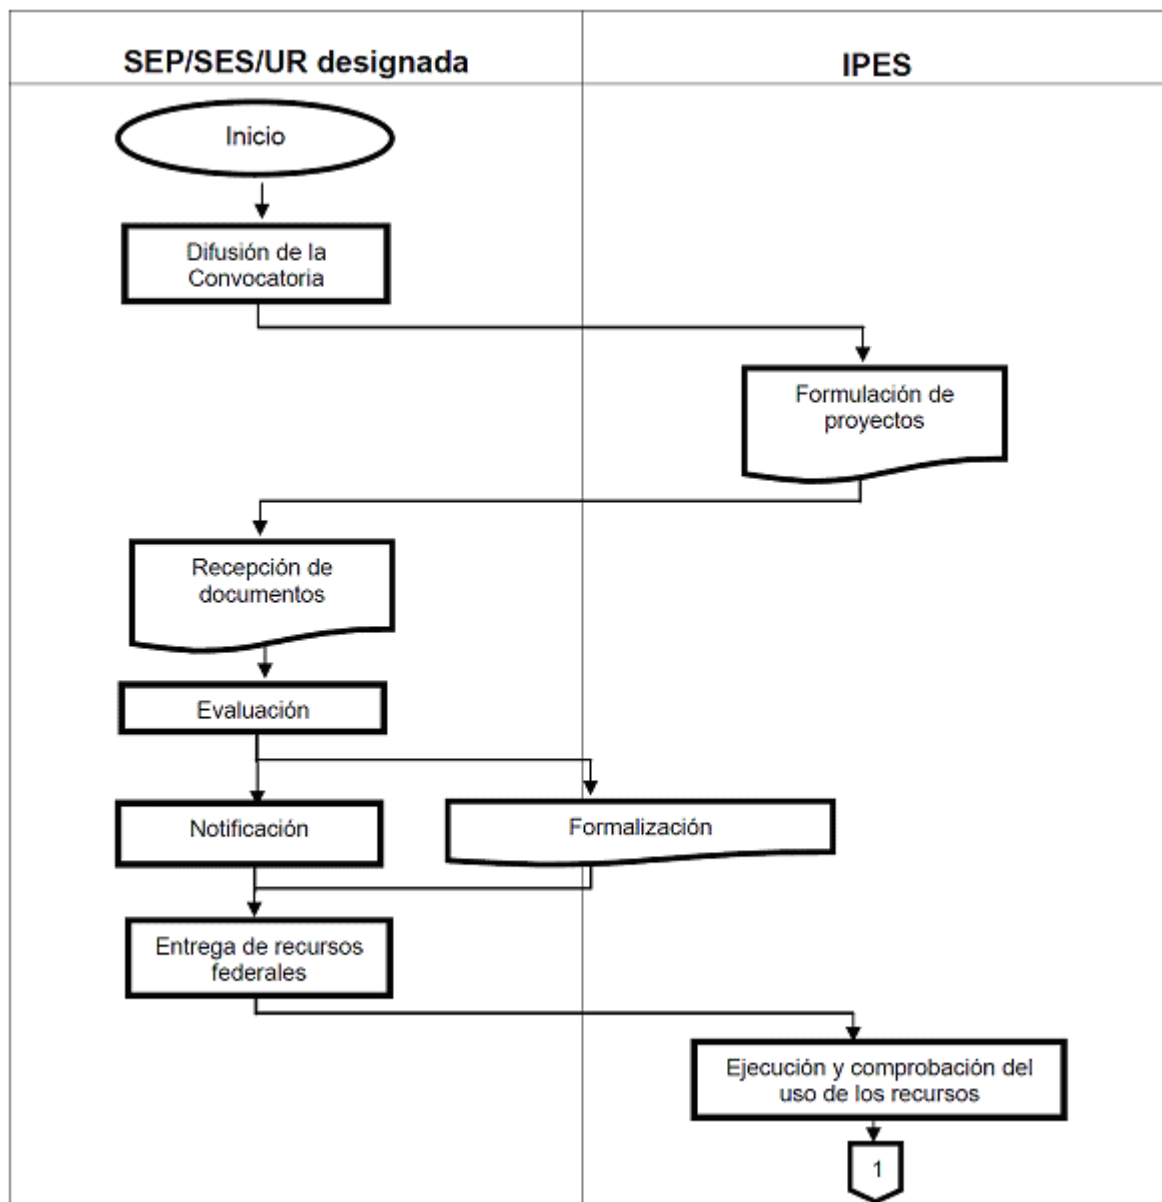 SEP/SES/UR designada
IPES
Inicio
Difusión de la
Convocatoria
Formulación de
proyectos
Recepción de
documentos
Evaluación
Notificación
Formalización
Entrega de recursos
federales
Ejecución y comprobación del
uso de los recursos
1